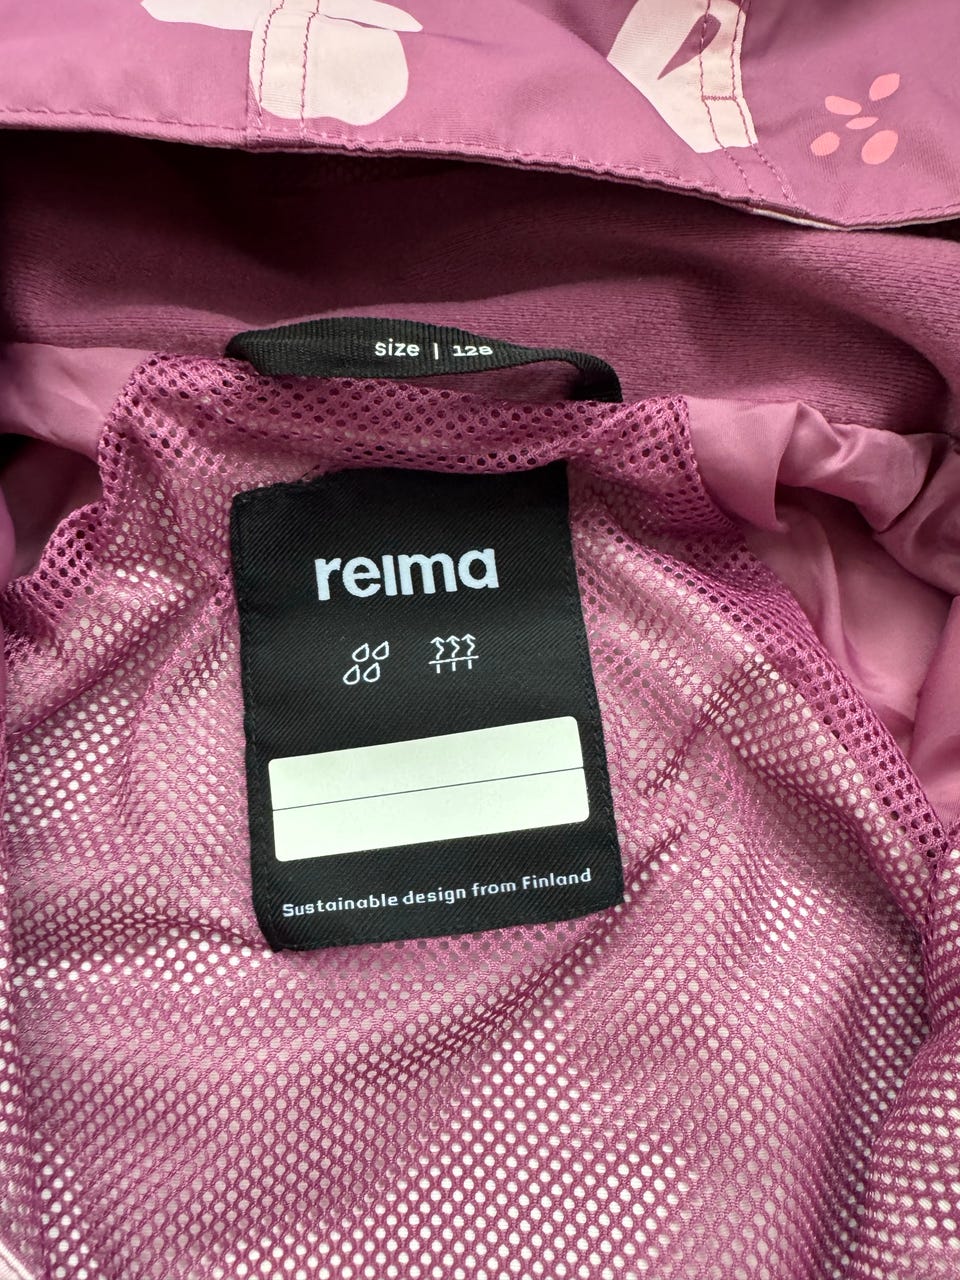 size | 128
reima
Sustainable design from Finland